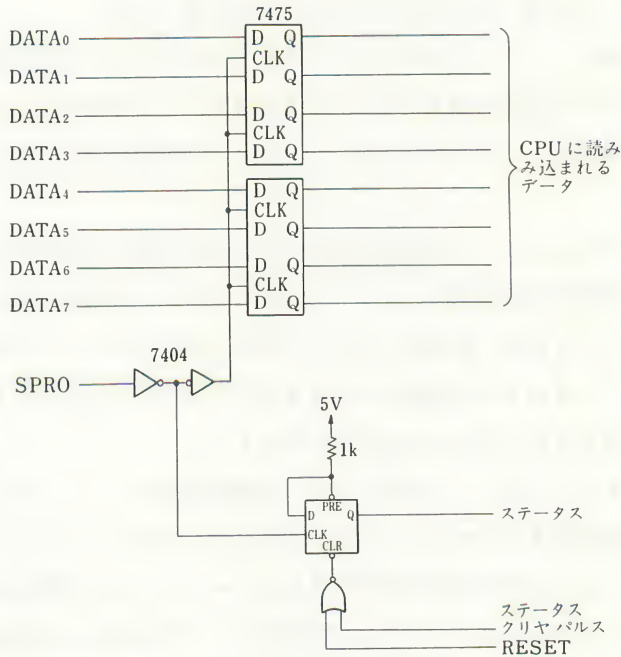 7475
DATA₀ D Q
CLK
DATA₁ D Q
DATA₂ D Q
CLK
DATA₃ D Q
DATA₄ D Q
CLK
DATA₅ D Q
DATA₆ D Q
CLK
DATA₇ D Q
CPUに読み
み込まれる
データ
7404
SPRO
5V
1k
PRE
D Q
CLK
CLR
ステータス
ステータス
クリヤ パルス
RESET